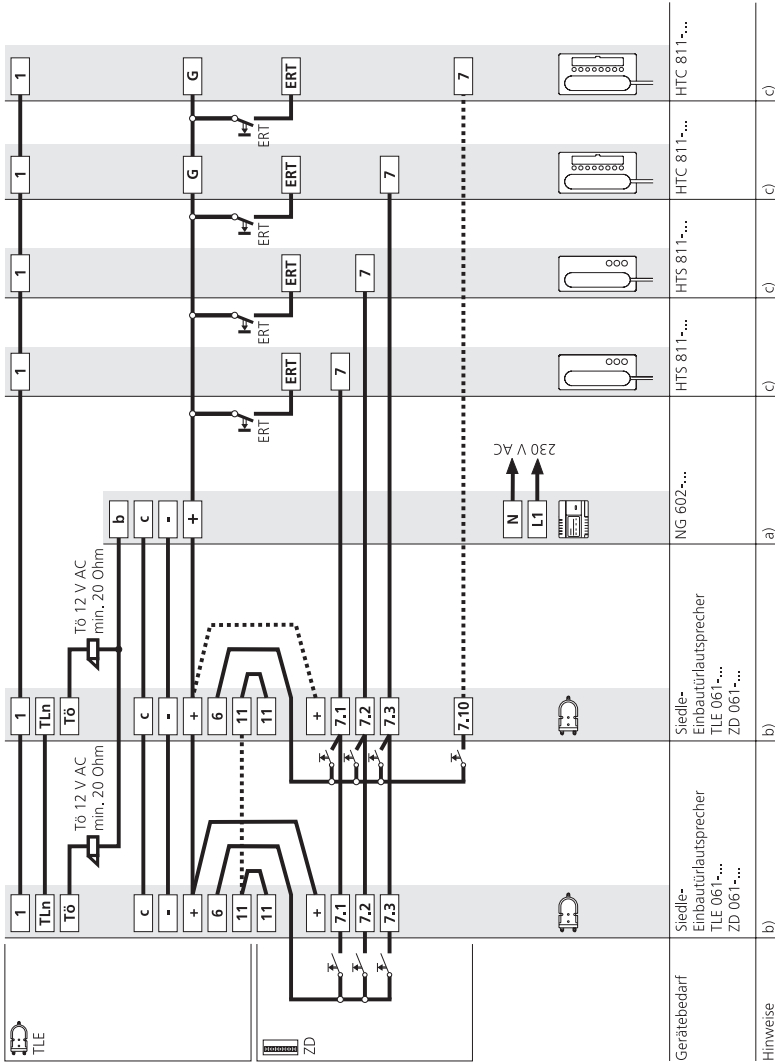 1 1 1 1 1 1
TLE
TLn TLn
Tö Tö
Tö 12 V AC
min. 20 Ohm
Tö 12 V AC
min. 20 Ohm
b
c c c
- - -
+ + + G G
6 6
11 11
ERT ERT ERT ERT
11 11
ERT ERT ERT ERT
ZD
+ +
7.1 7.1 7
7.2 7.2 7
7.3 7.3 7
7.10 7
N
L1
230 V AC
Gerätebedarf
Siedle-
Einbautürlautsprecher
TLE 061-...
ZD 061-...
Siedle-
Einbautürlautsprecher
TLE 061-...
ZD 061-...
NG 602-...
HTS 811-...
HTS 811-...
HTC 811-...
HTC 811-...
Hinweise
b) b) a) c) c) c) c)